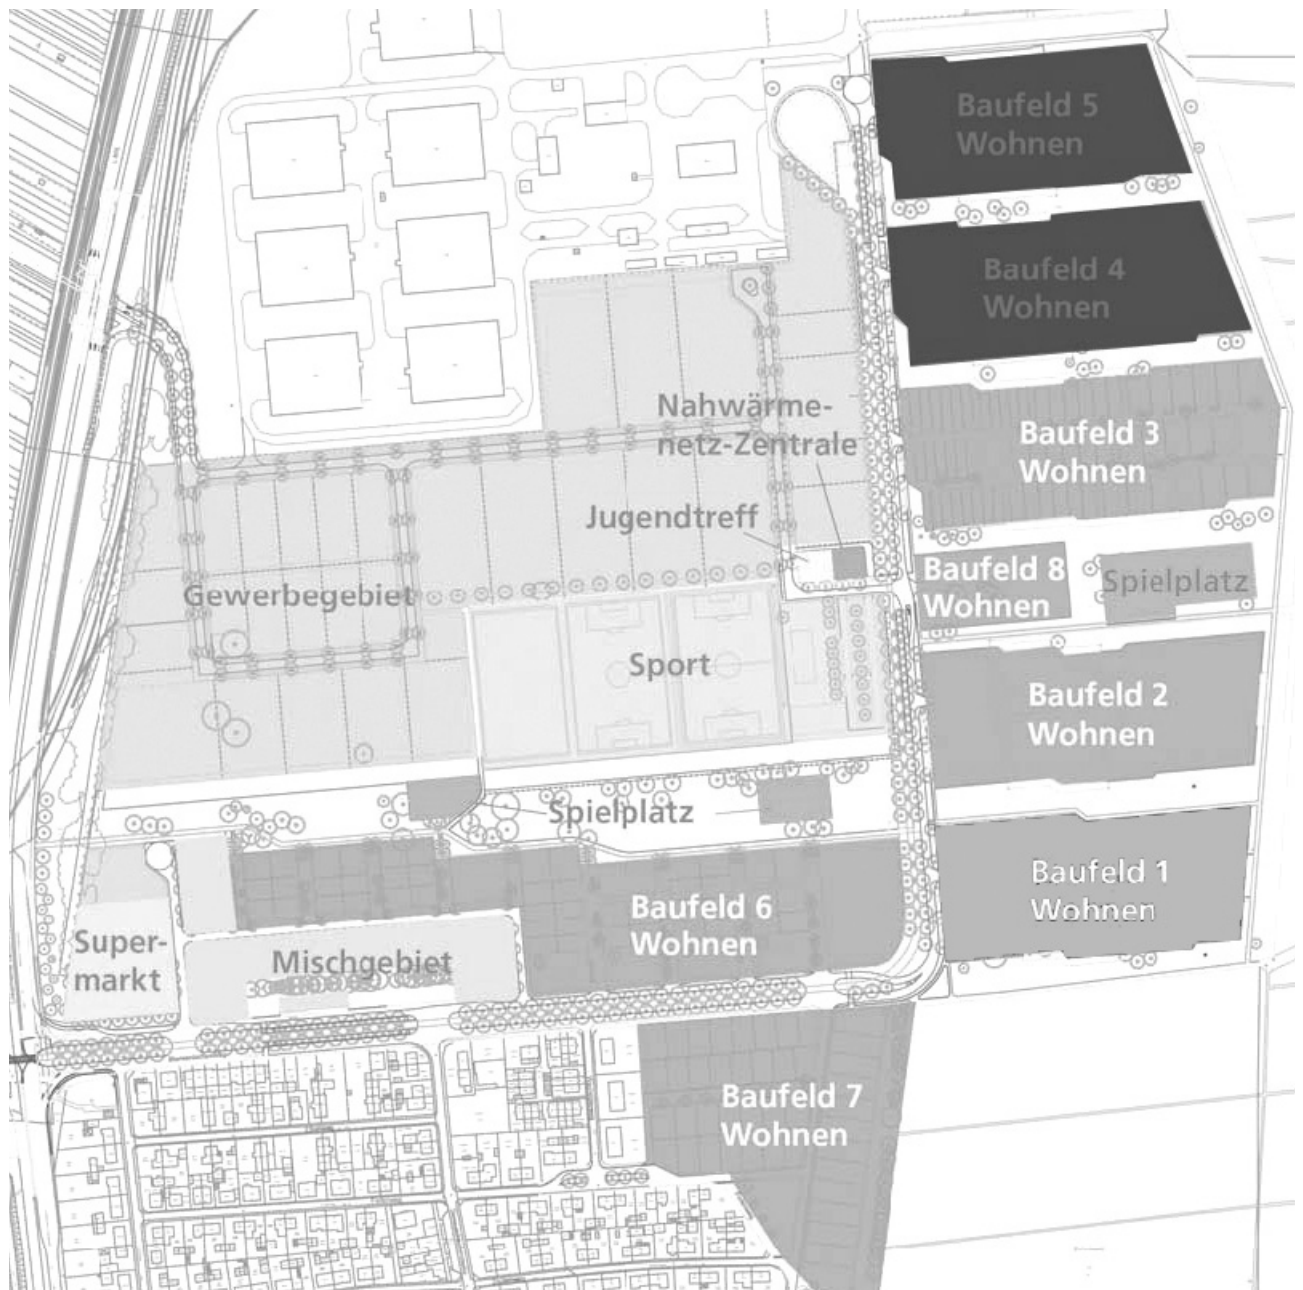 Baufeld 5
Wohnen
Baufeld 4
Wohnen
Nahwärme-
netz-Zentrale
Baufeld 3
Wohnen
Jugendtreff
Baufeld 8
Wohnen
Spielplatz
Gewerbegebiet
Sport
Baufeld 2
Wohnen
Spielplatz
Baufeld 1
Wohnen
Baufeld 6
Wohnen
Super-
markt
Mischgebiet
Baufeld 7
Wohnen